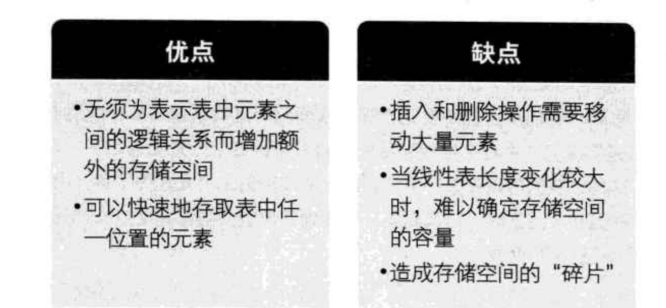 优点
•无须为表示表中元素之
间的逻辑关系而增加额
外的存储空间
•可以快速地存取表中任
一位置的元素
缺点
•插入和删除操作需要移
动大量元素
•当线性表长度变化较大
时，难以确定存储空间
的容量
•造成存储空间的“碎片”